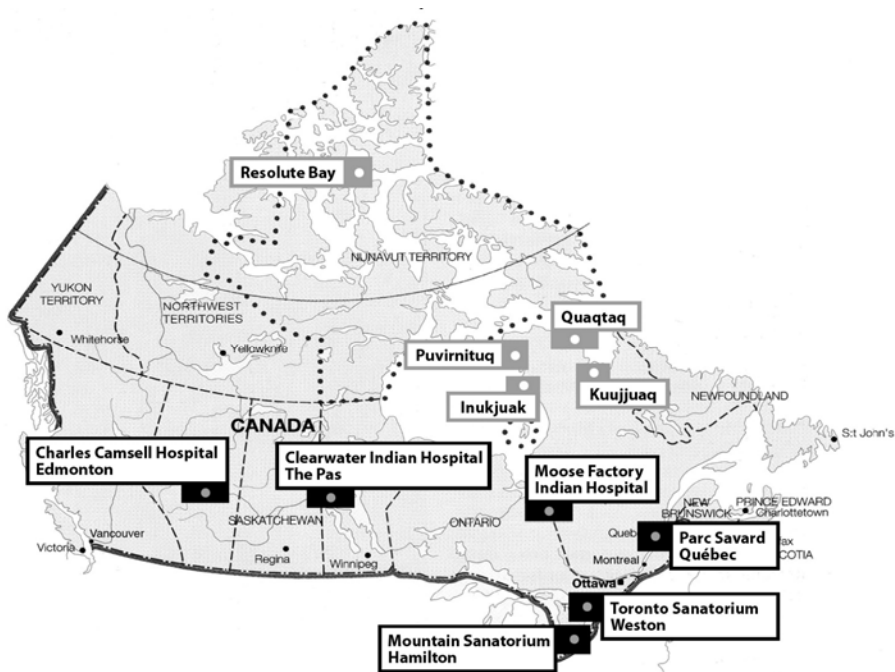 Resolute Bay
NUNAVUT TERRITORY
YUKON
TERRITORY
NORTHWEST
TERRITORIES
Whitehorse
Yellowknife
Quaqtaq
Puvirnituq
Kuujjuaq
Inukjuak
NEWFOUNDLAND
CANADA
S:t John's
Charles Camsell Hospital
Edmonton
Clearwater Indian Hospital
The Pas
Moose Factory
Indian Hospital
NEW
BRUNSWICK
PRINCE EDWARD
Charlottetown
SASKATCHEWAN
ONTARIO
Parc Savard
Québec
Vancouver
Victoria
Regina
Winnipeg
Montreal
Ottawa
Toronto Sanatorium
Weston
Mountain Sanatorium
Hamilton